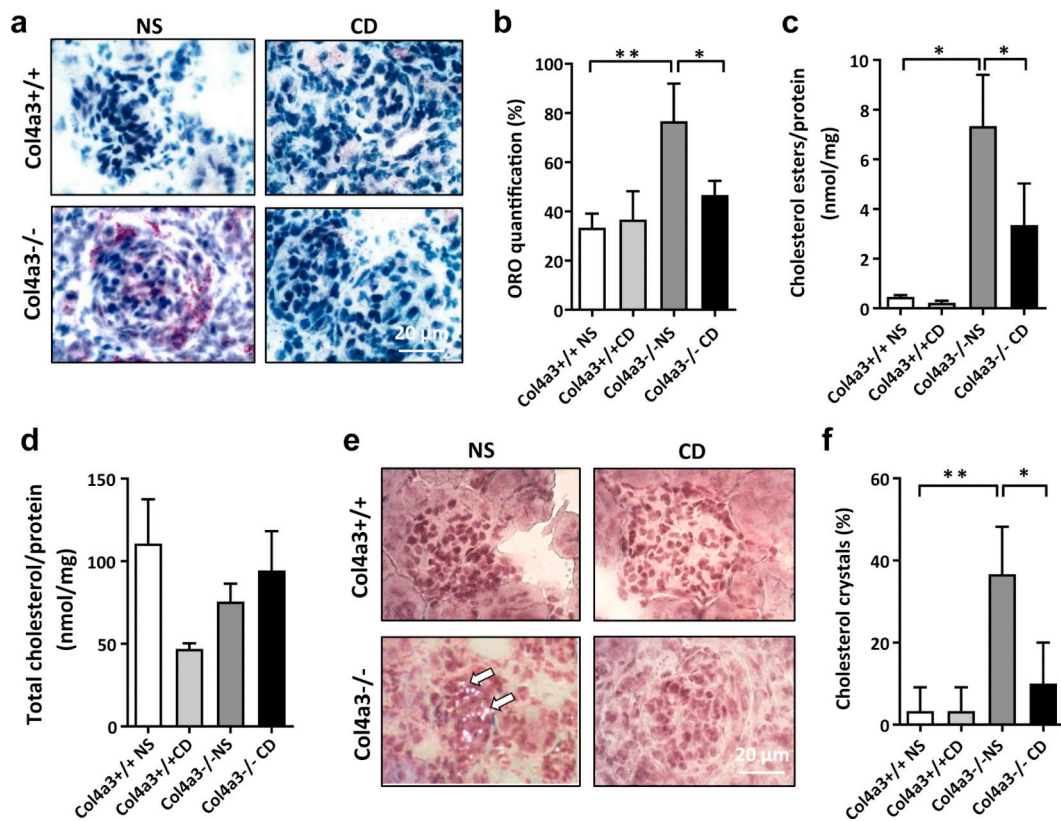 a
NS
CD
Col4a3+/+
Col4a3-/-
20 µm
b
ORO quantification (%)
100
80
60
40
20
0
**
*
Col4a3+/+ NS
Col4a3+/+CD
Col4a3-/-NS
Col4a3-/- CD
c
Cholesterol esters/protein
(nmol/mg)
10
8
6
4
2
0
*
*
Col4a3+/+ NS
Col4a3+/+CD
Col4a3-/-NS
Col4a3-/- CD
d
Total cholesterol/protein
(nmol/mg)
150
100
50
0
Col4a3+/+ NS
Col4a3+/+CD
Col4a3-/-NS
Col4a3-/- CD
e
NS
CD
Col4a3+/+
Col4a3-/-
20 µm
f
Cholesterol crystals (%)
60
40
20
0
**
*
Col4a3+/+ NS
Col4a3+/+CD
Col4a3-/-NS
Col4a3-/- CD